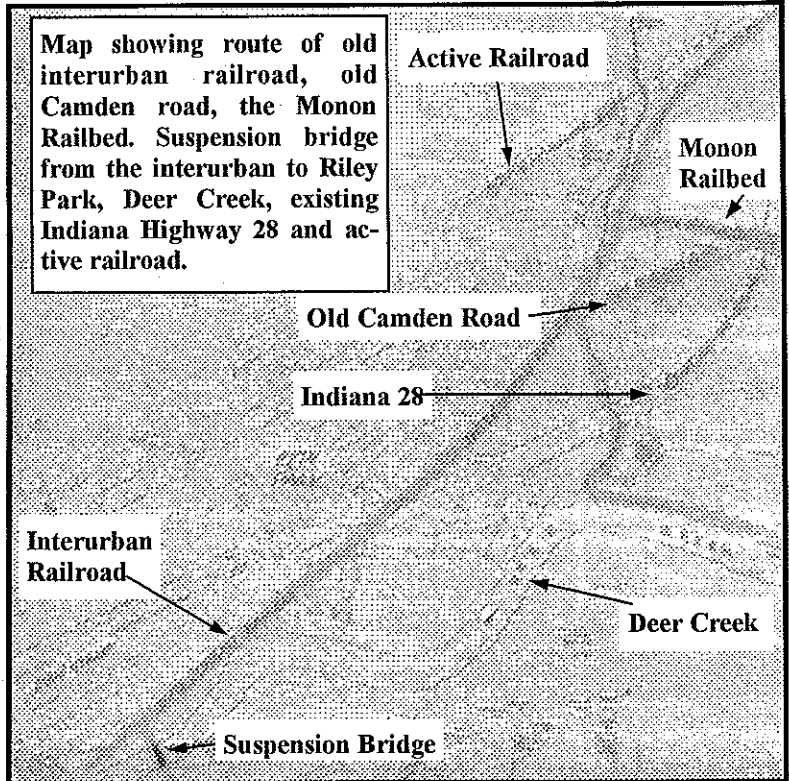 Map showing route of old
interurban railroad, old
Camden road, the Monon
Railbed. Suspension bridge
from the interurban to Riley
Park, Deer Creek, existing
Indiana Highway 28 and ac-
tive railroad.
Active Railroad
Monon
Railbed
Old Camden Road
Indiana 28
Interurban
Railroad
Deer Creek
Suspension Bridge